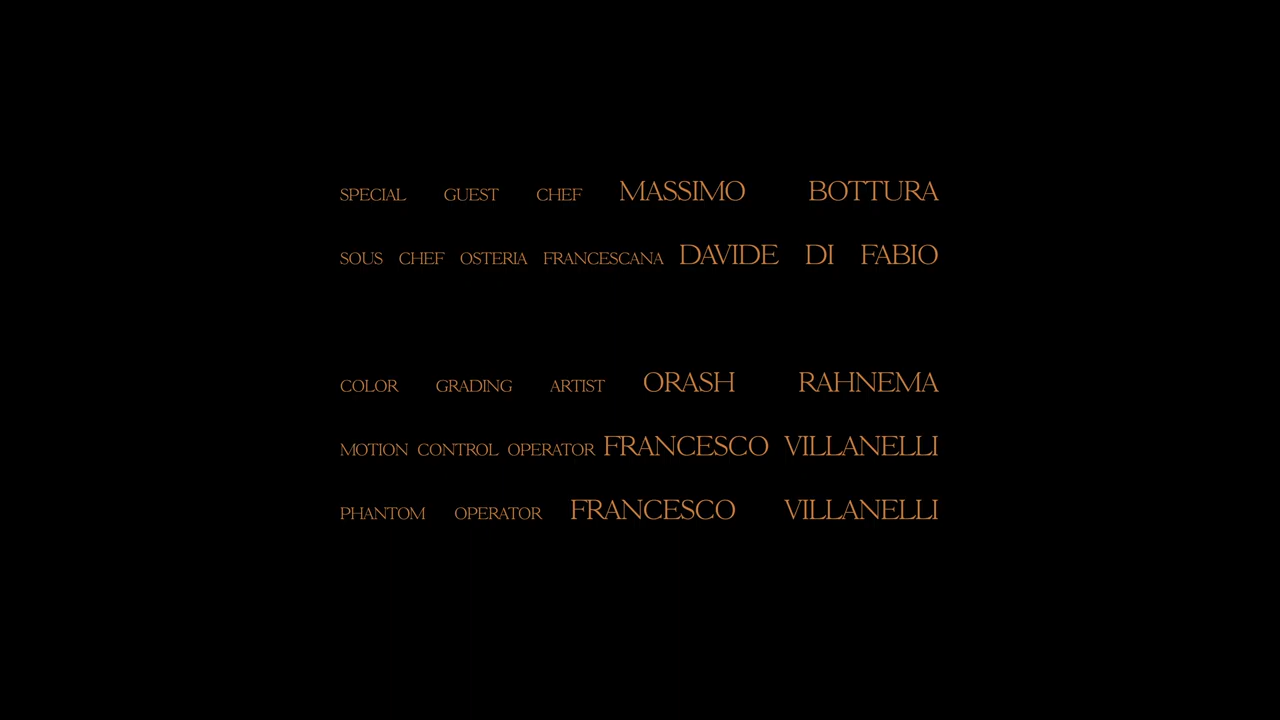 SPECIAL GUEST CHEF MASSIMO BOTTURA
SOUS CHEF OSTERIA FRANCESCANA DAVIDE DI FABIO
COLOR GRADING ARTIST ORASH RAHNEMA
MOTION CONTROL OPERATOR FRANCESCO VILLANELLI
PHANTOM OPERATOR FRANCESCO VILLANELLI